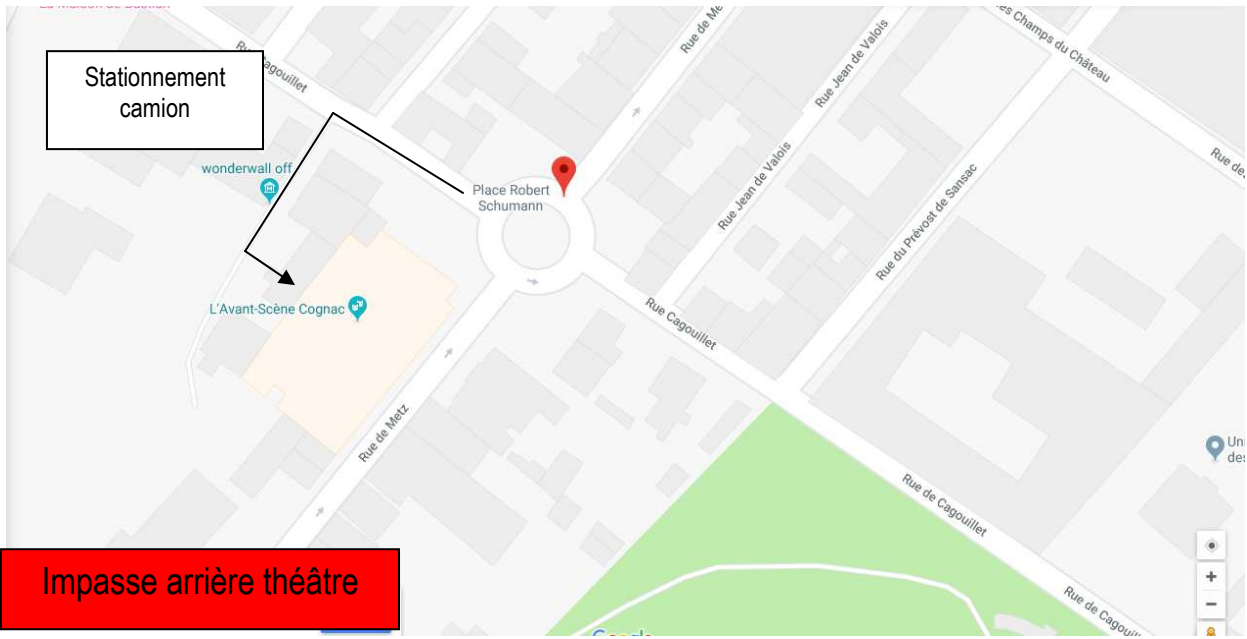 Stationnement
camion
Rue Cagouillet
wonderwall off
Place Robert
Schumann
L'Avant-Scène Cognac
Rue de Metz
Rue Jean de Valois
Rue Jean de Valois
Champs du Château
Rue du Prévost de Sansac
Rue Cagouillet
Rue de Cagouillet
Rue de
Impasse arrière théâtre